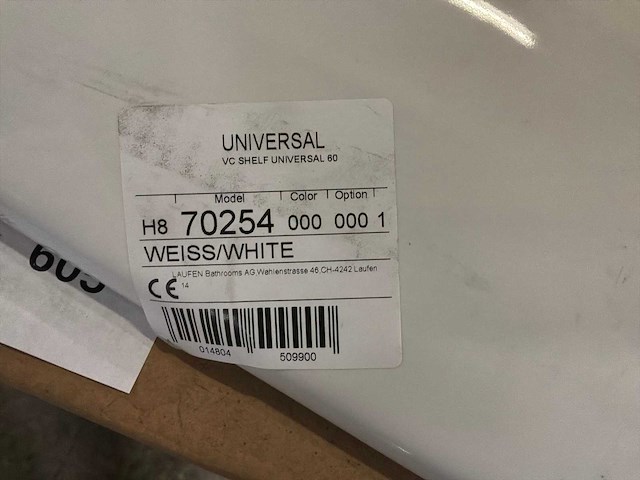 UNIVERSAL
VC SHELF UNIVERSAL 60
Model Color Option
H8 70254 000 000 1
WEISS/WHITE
LAUFEN Bathrooms AG,Wahlenstrasse 46,CH-4242 Laufen
CE 14
014804 509900
605